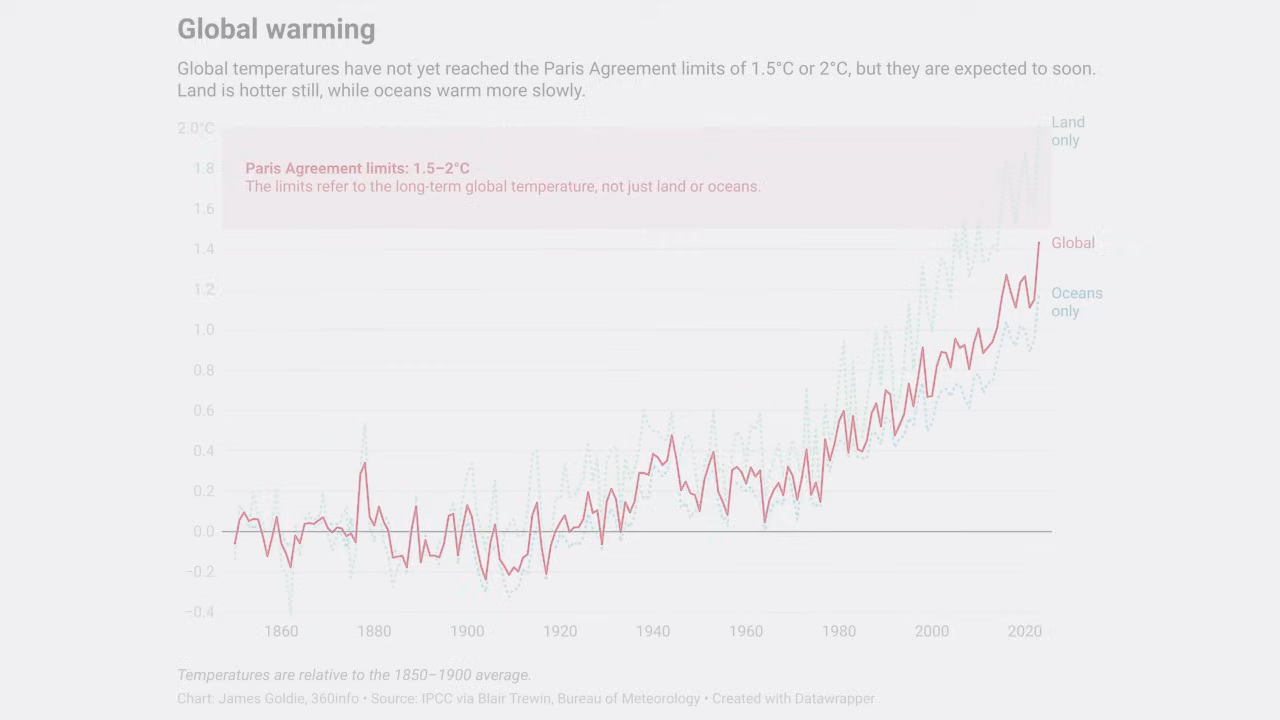 Global warming
Global temperatures have not yet reached the Paris Agreement limits of 1.5°C or 2°C, but they are expected to soon.
Land is hotter still, while oceans warm more slowly.
2.0°C
Land
only
1.8
Paris Agreement limits: 1.5–2°C
The limits refer to the long-term global temperature, not just land or oceans.
1.6
1.4
Global
1.2
Oceans
only
1.0
0.8
0.6
0.4
0.2
0.0
−0.2
−0.4
1860 1880 1900 1920 1940 1960 1980 2000 2020
Temperatures are relative to the 1850–1900 average.
Chart: James Goldie, 360info • Source: IPCC via Blair Trewin, Bureau of Meteorology • Created with Datawrapper